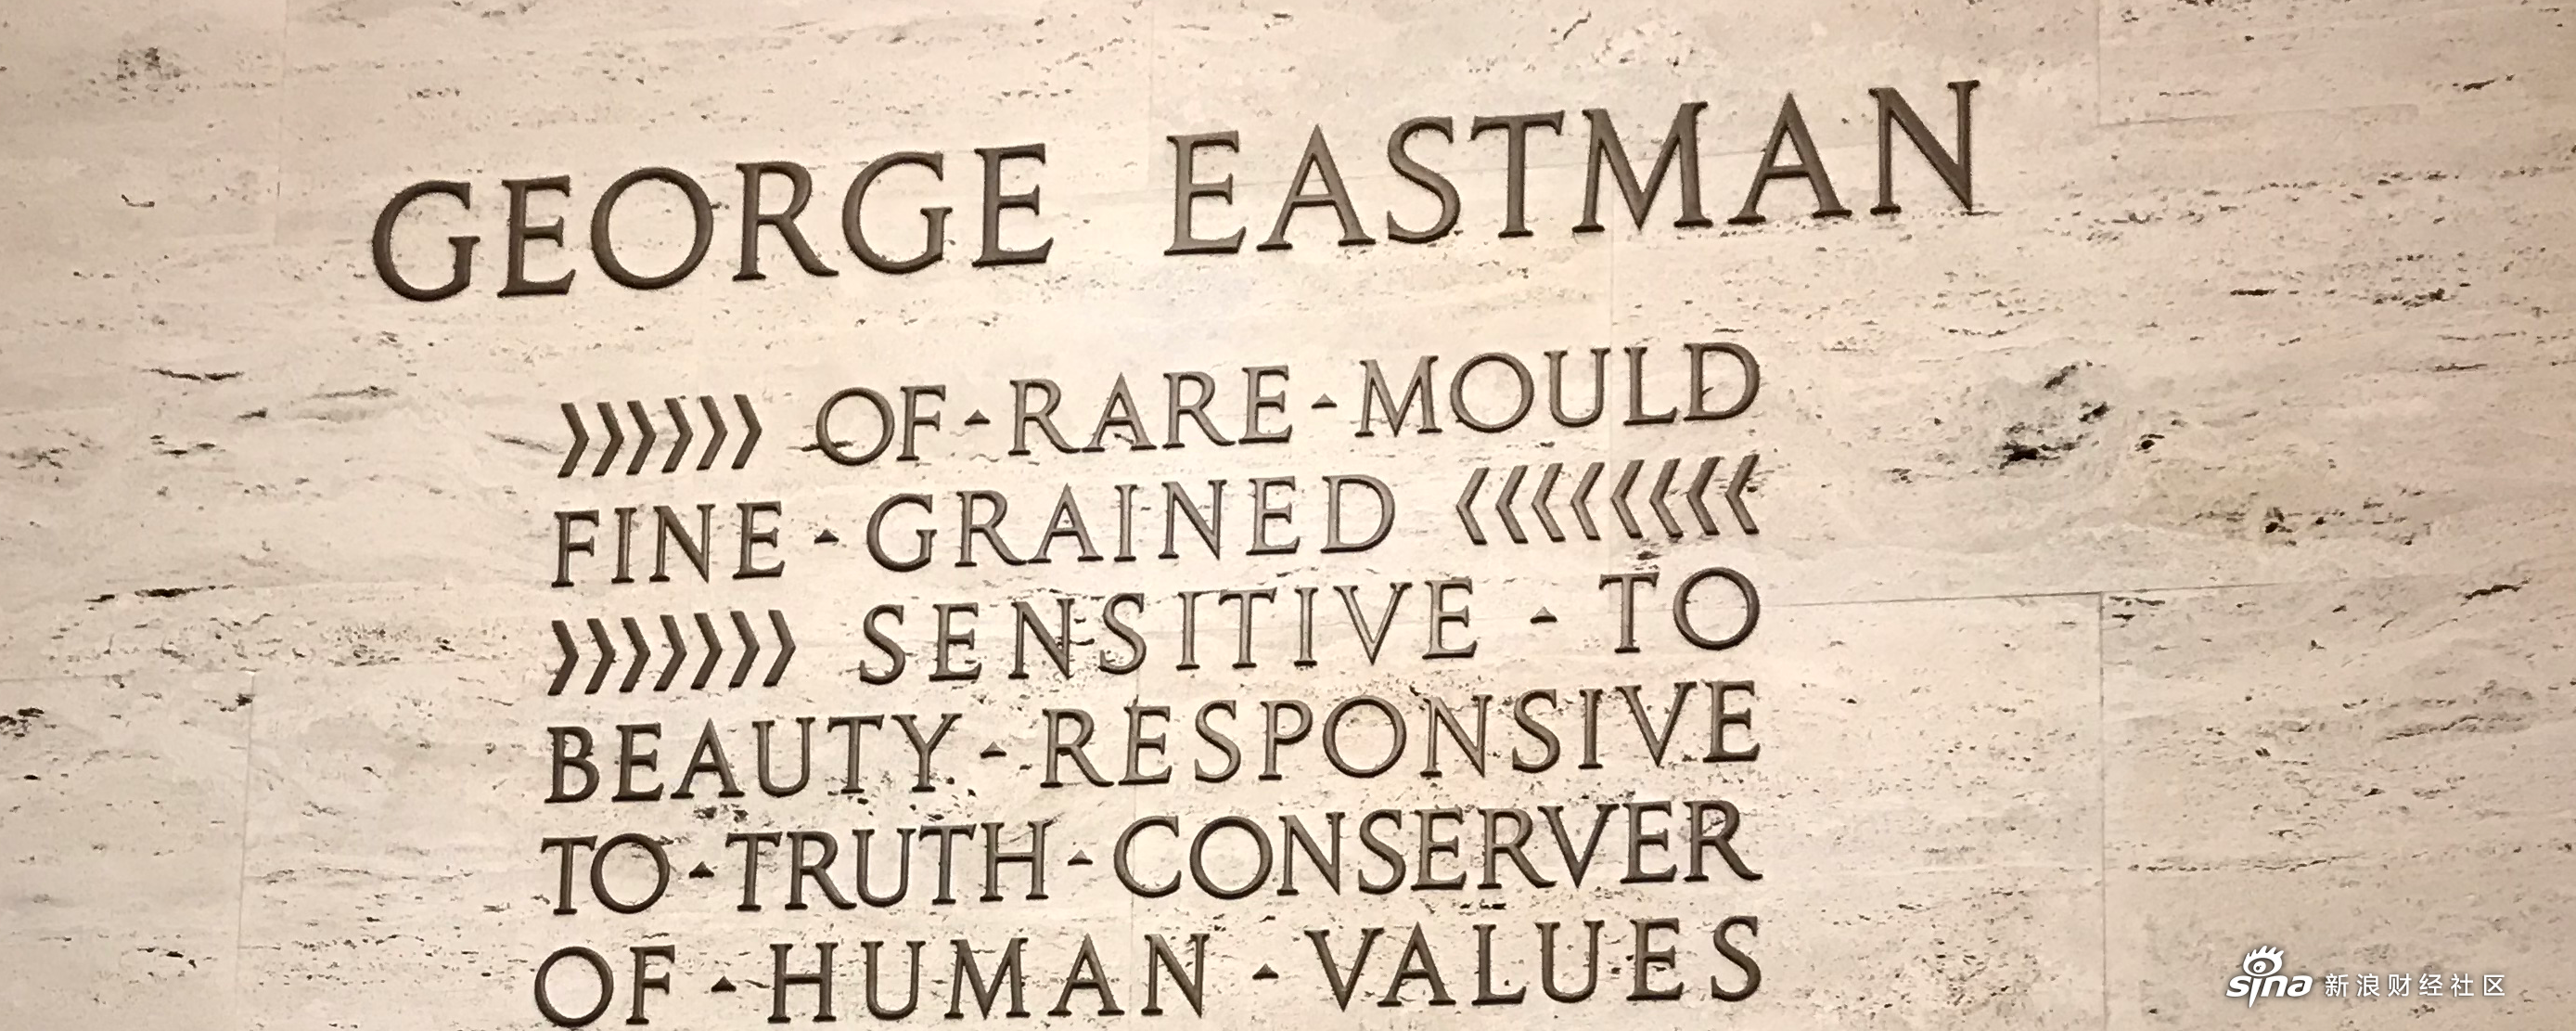 GEORGE EASTMAN
》》》》》》 OF-RARE-MOULD
FINE-GRAINED 《《《《《《《《
》》》》》》》 SENSITIVE-TO
BEAUTY-RESPONSIVE
TO-TRUTH-CONSERVER
OF-HUMAN-VALUES
sina 新浪财经社区